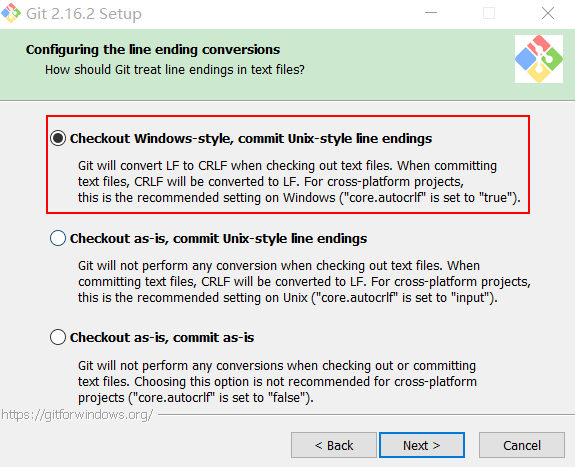 Git 2.16.2 Setup
Configuring the line ending conversions
How should Git treat line endings in text files?
Checkout Windows-style, commit Unix-style line endings
Git will convert LF to CRLF when checking out text files. When committing
text files, CRLF will be converted to LF. For cross-platform projects,
this is the recommended setting on Windows ("core.autocrlf" is set to "true").
Checkout as-is, commit Unix-style line endings
Git will not perform any conversion when checking out text files. When
committing text files, CRLF will be converted to LF. For cross-platform projects,
this is the recommended setting on Unix ("core.autocrlf" is set to "input").
Checkout as-is, commit as-is
Git will not perform any conversions when checking out or committing
text files. Choosing this option is not recommended for cross-platform
projects ("core.autocrlf" is set to "false").
https://gitforwindows.org/
< Back
Next >
Cancel